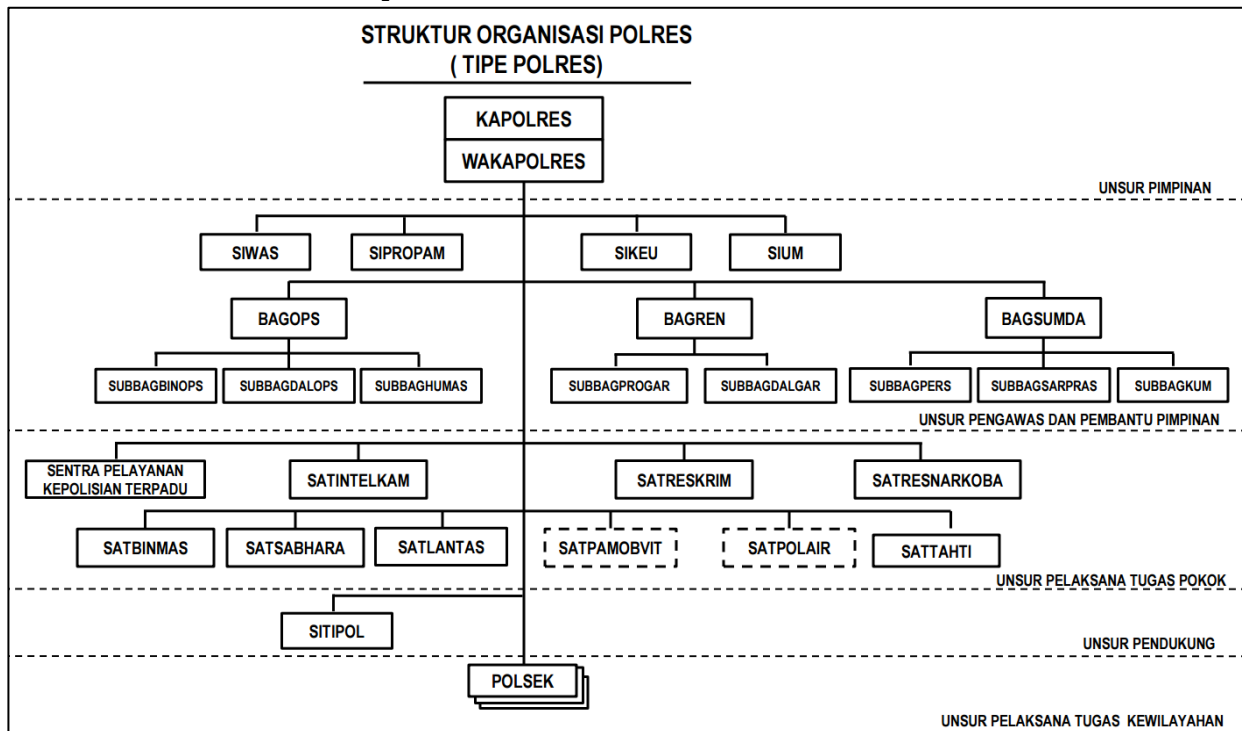 STRUKTUR ORGANISASI POLRES
( TIPE POLRES)
KAPOLRES
WAKAPOLRES
UNSUR PIMPINAN
SIWAS
SIPROPAM
SIKEU
SIUM
BAGOPS
BAGREN
BAGSUMDA
SUBBAGBINOPS
SUBBAGDALOPS
SUBBAGHUMAS
SUBBAGPROGAR
SUBBAGDALGAR
SUBBAGPERS
SUBBAGSARPRAS
SUBBAGKUM
UNSUR PENGAWAS DAN PEMBANTU PIMPINAN
SENTRA PELAYANAN
KEPOLISIAN TERPADU
SATINTELKAM
SATRESKRIM
SATRESNARKOBA
SATBINMAS
SATSABHARA
SATLANTAS
SATPAMOBVIT
SATPOLAIR
SATTAHTI
UNSUR PELAKSANA TUGAS POKOK
SITIPOL
UNSUR PENDUKUNG
POLSEK
UNSUR PELAKSANA TUGAS KEWILAYAHAN